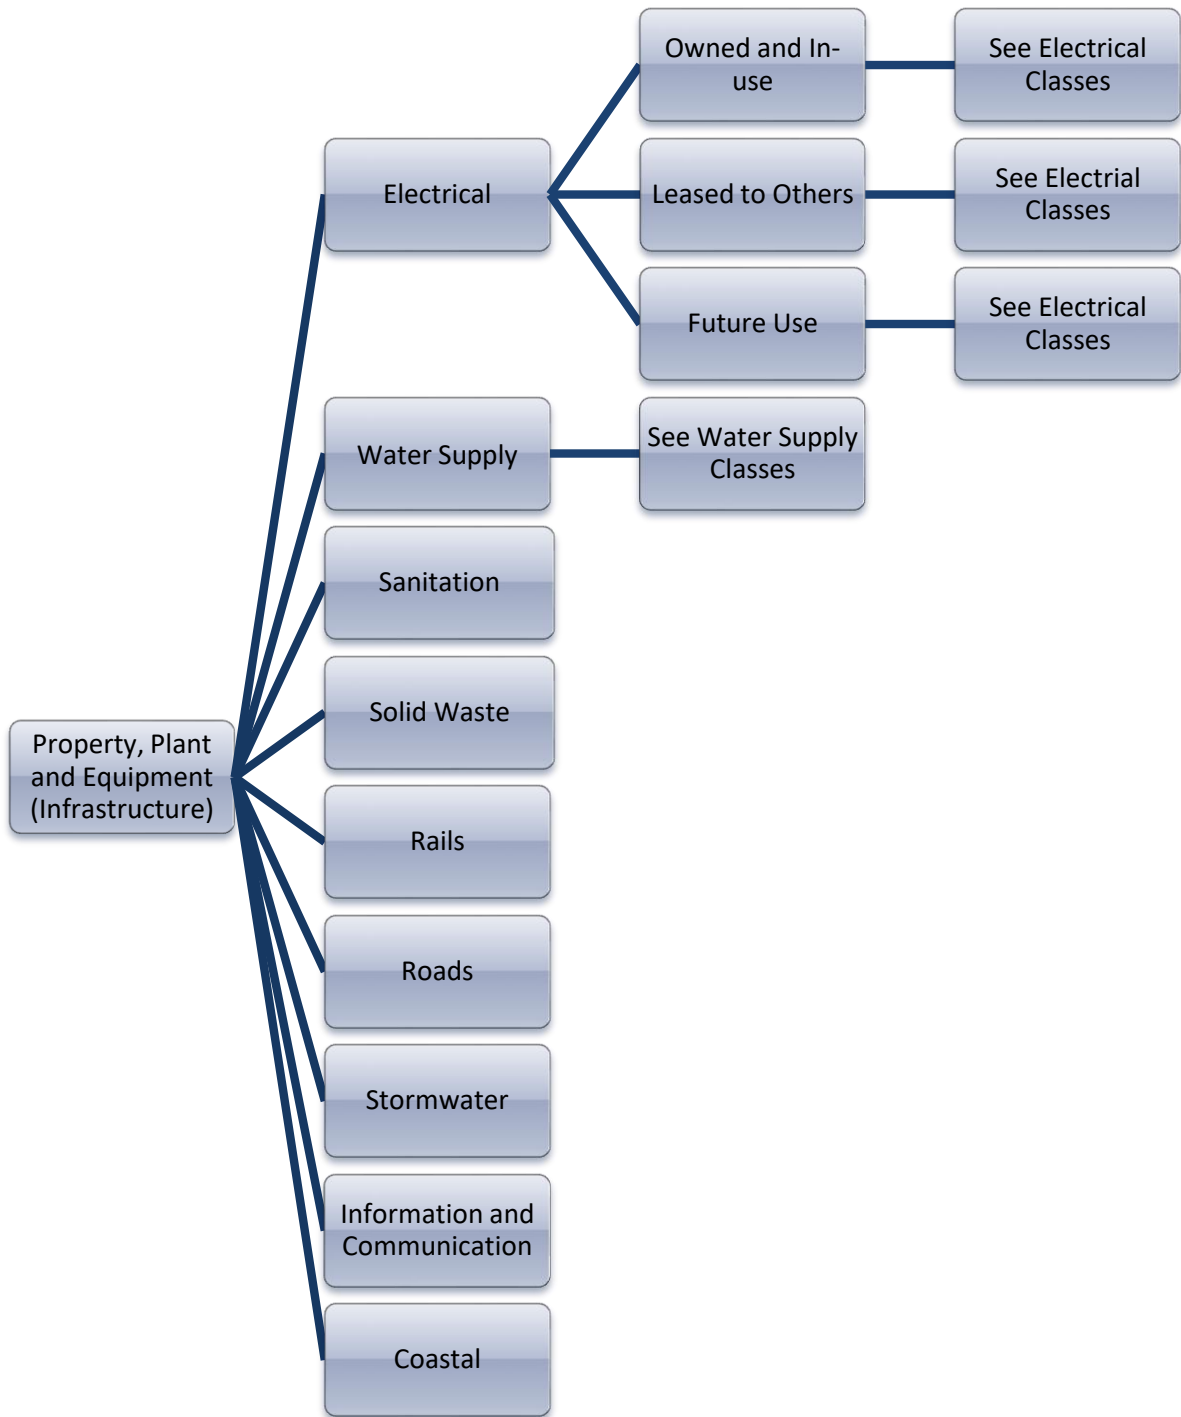 Owned and In-
use
See Electrical
Classes
Electrical
Leased to Others
See Electrial
Classes
Future Use
See Electrical
Classes
Water Supply
See Water Supply
Classes
Sanitation
Solid Waste
Property, Plant
and Equipment
(Infrastructure)
Rails
Roads
Stormwater
Information and
Communication
Coastal